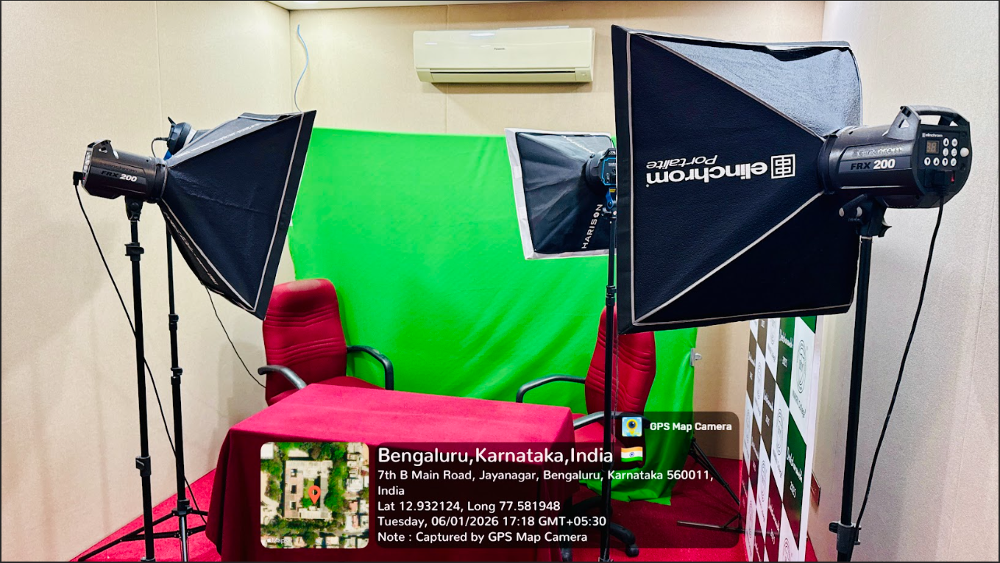 Panasonic
FRX 200
HARISON
elinchrom
Portalite
elinchrom
FRX 200
GPS Map Camera
Bengaluru,Karnataka,India
7th B Main Road, Jayanagar, Bengaluru, Karnataka 560011,
India
Lat 12.932124, Long 77.581948
Tuesday, 06/01/2026 17:18 GMT+05:30
Note : Captured by GPS Map Camera